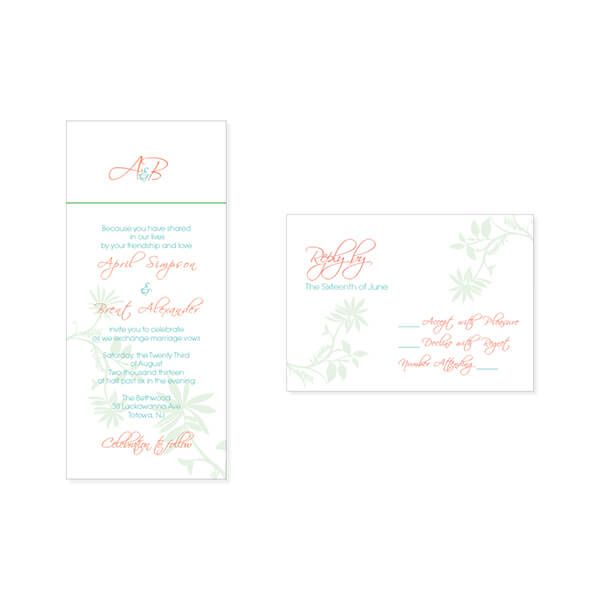 A&B
Because you have shared
in our lives
by your friendship and love
April Simpson
&
Brent Alexander
invite you to celebrate
as we exchange marriage vows
Saturday, the Twenty Third
of August
Two thousand thirteen
at half past six in the evening
The Bethwood
38 Lackawanna Ave
Totowa, NJ
Celebration to follow
Reply by
The Sixteenth of June
Accept with Pleasure
Decline with Regret
Number Attending